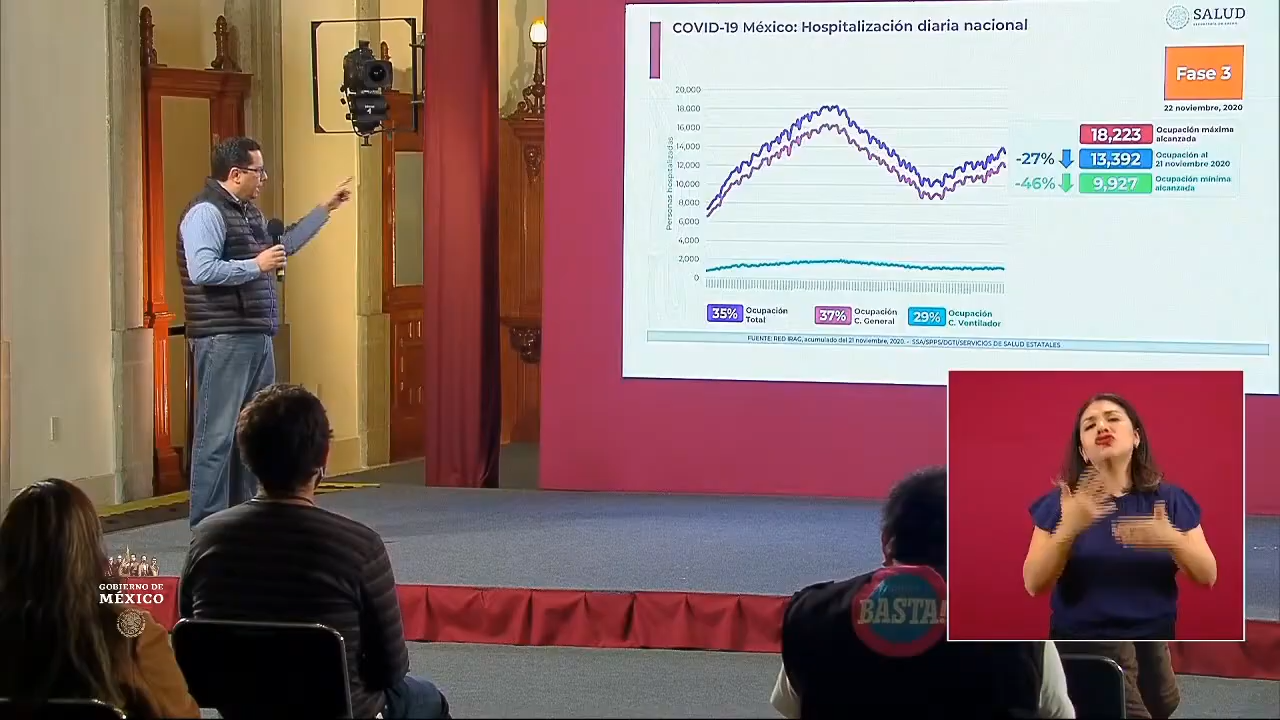 COVID-19 México: Hospitalización diaria nacional
SALUD
SECRETARÍA DE SALUD
Fase 3
22 noviembre, 2020
Personas hospitalizadas
20,000
18,000
16,000
14,000
12,000
10,000
8,000
6,000
4,000
2,000
0
18,223
Ocupación máxima
alcanzada
-27%
13,392
Ocupación al
21 noviembre 2020
-46%
9,927
Ocupación mínima
alcanzada
35%
Ocupación
Total
37%
Ocupación
C. General
29%
Ocupación
C. Ventilador
FUENTE: RED IRAG, acumulado del 21 noviembre, 2020. - SSA/SPPS/DGTI/SERVICIOS DE SALUD ESTATALES
BASTA!
GOBIERNO DE
MÉXICO